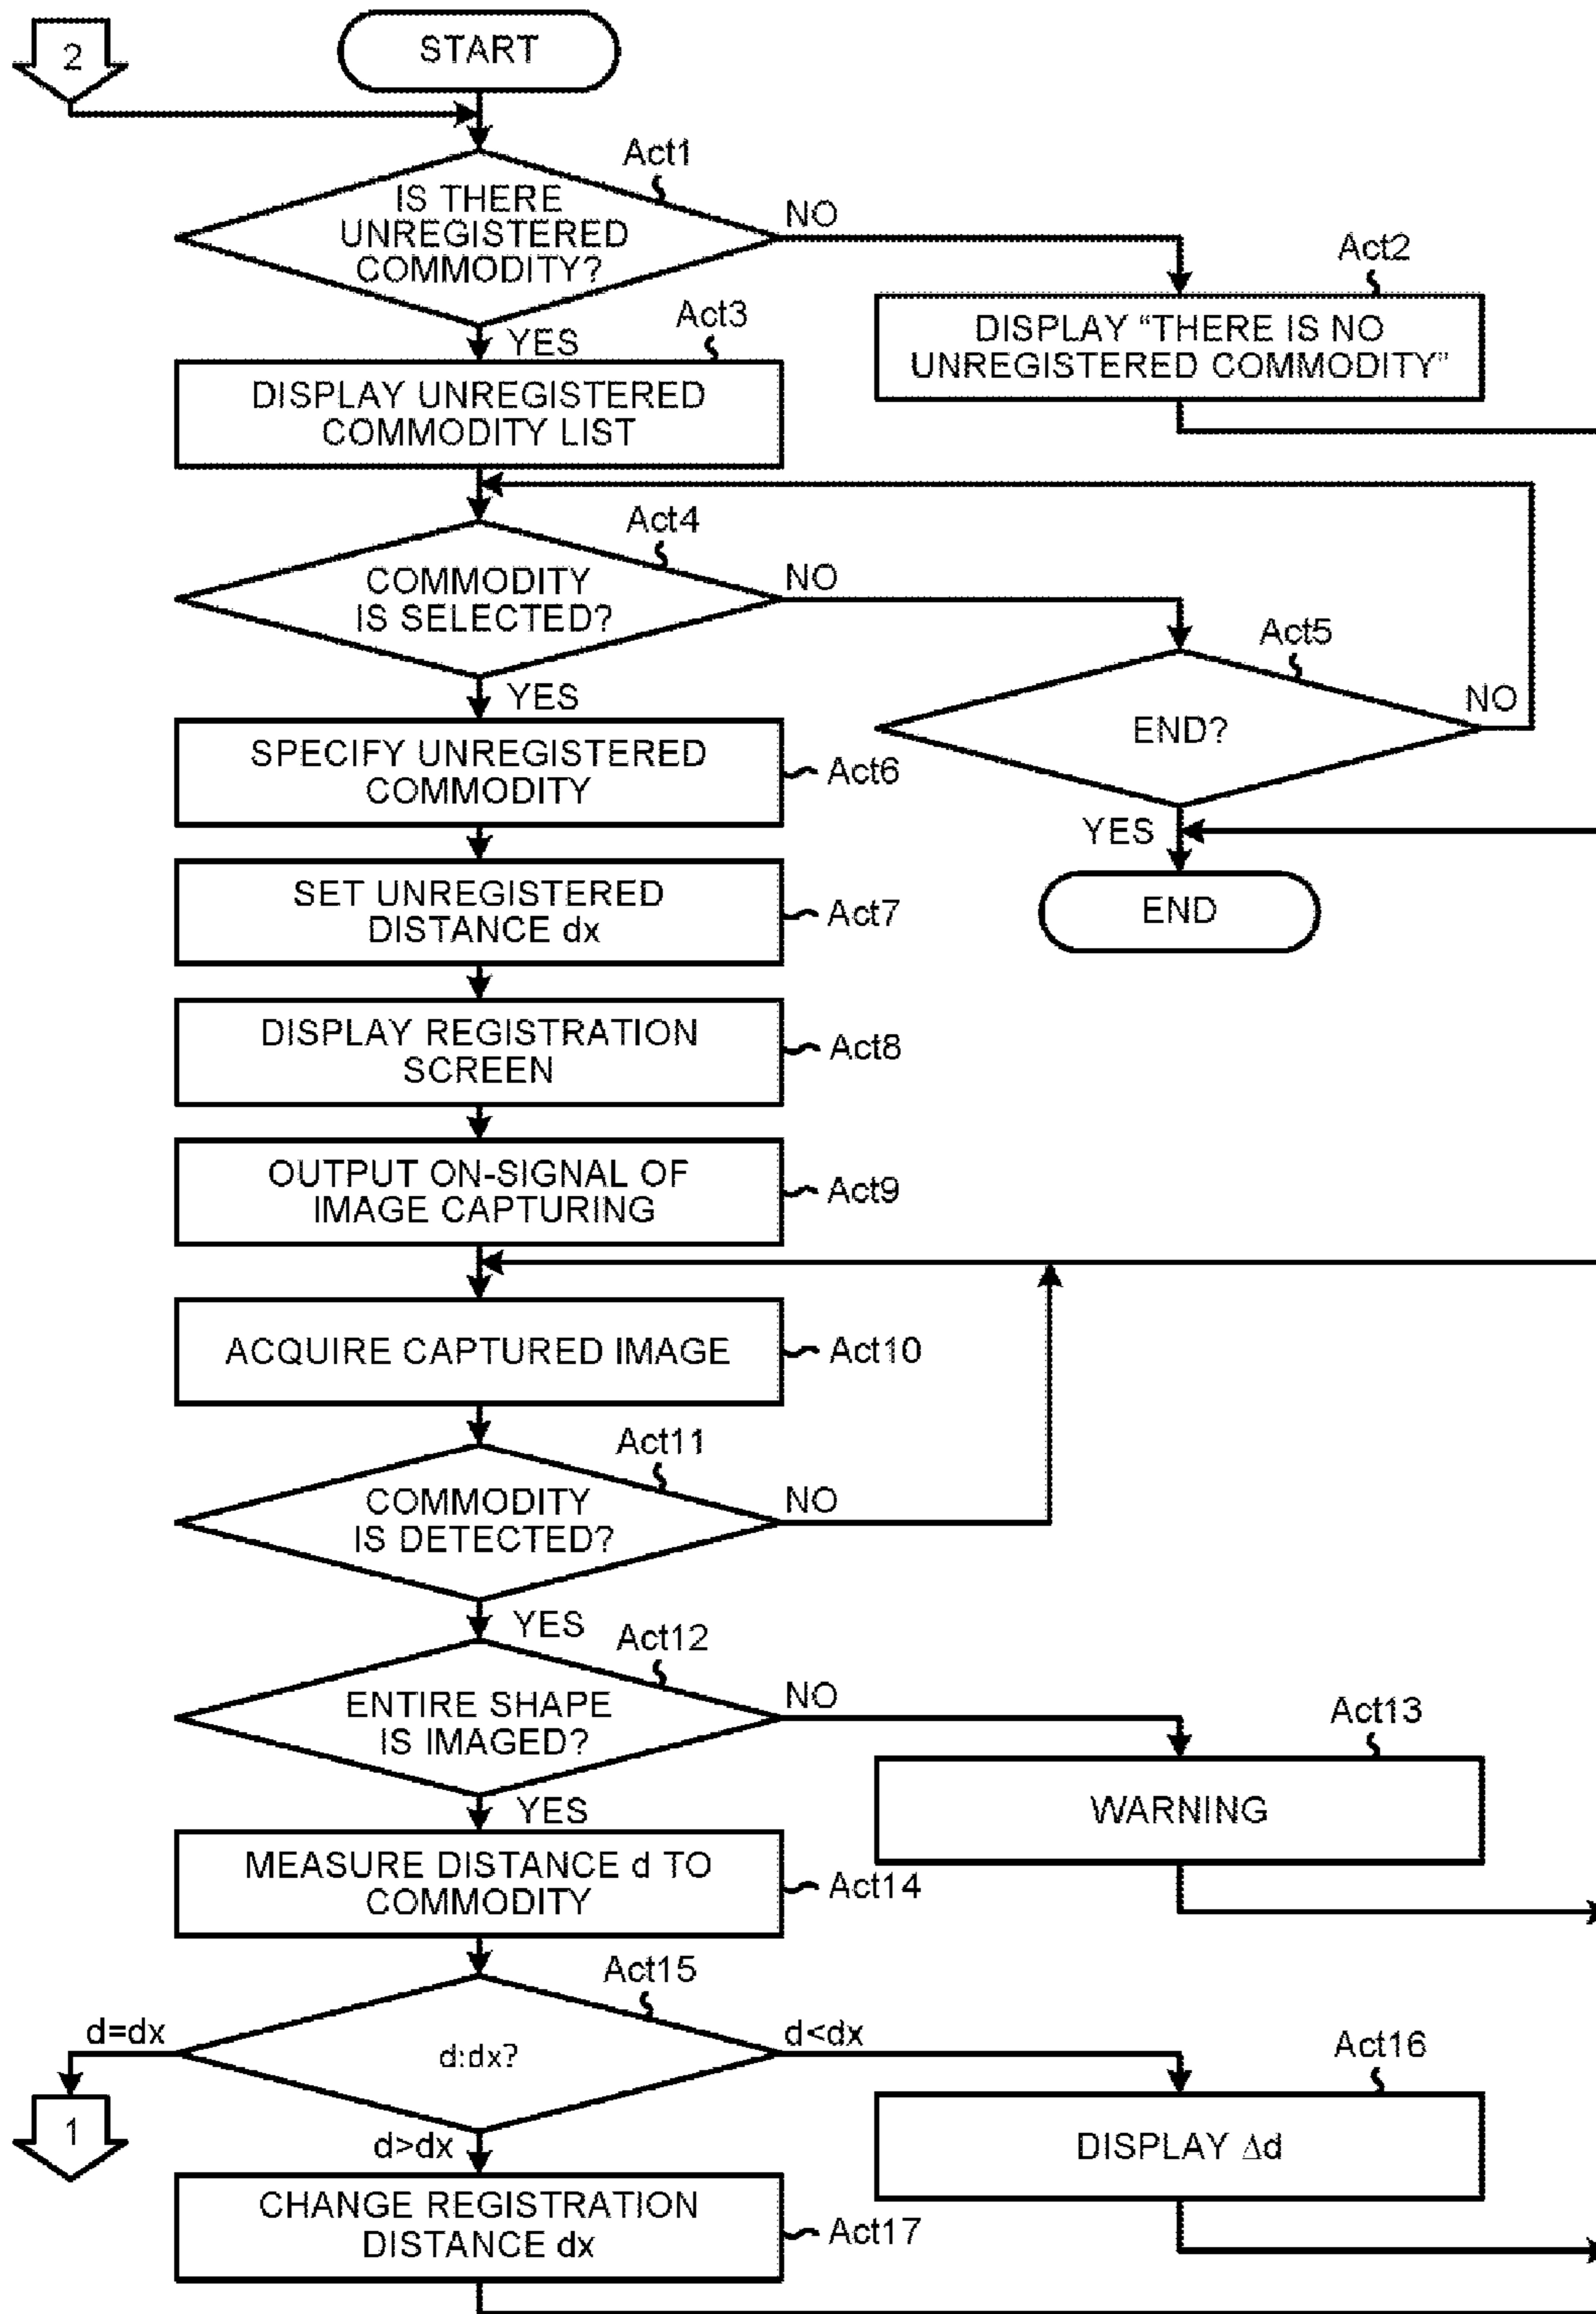 2
START
Act1
IS THERE
UNREGISTERED
COMMODITY?
NO
Act2
DISPLAY “THERE IS NO
UNREGISTERED COMMODITY”
YES
Act3
DISPLAY UNREGISTERED
COMMODITY LIST
Act4
COMMODITY
IS SELECTED?
NO
Act5
END?
NO
YES
END
YES
SPECIFY UNREGISTERED
COMMODITY
Act6
SET UNREGISTERED
DISTANCE dx
Act7
DISPLAY REGISTRATION
SCREEN
Act8
OUTPUT ON-SIGNAL OF
IMAGE CAPTURING
Act9
ACQUIRE CAPTURED IMAGE
Act10
Act11
COMMODITY
IS DETECTED?
NO
YES
Act12
ENTIRE SHAPE
IS IMAGED?
NO
Act13
WARNING
YES
MEASURE DISTANCE d TO
COMMODITY
Act14
Act15
d=dx
d:dx?
d<dx
Act16
DISPLAY Δd
1
d>dx
CHANGE REGISTRATION
DISTANCE dx
Act17